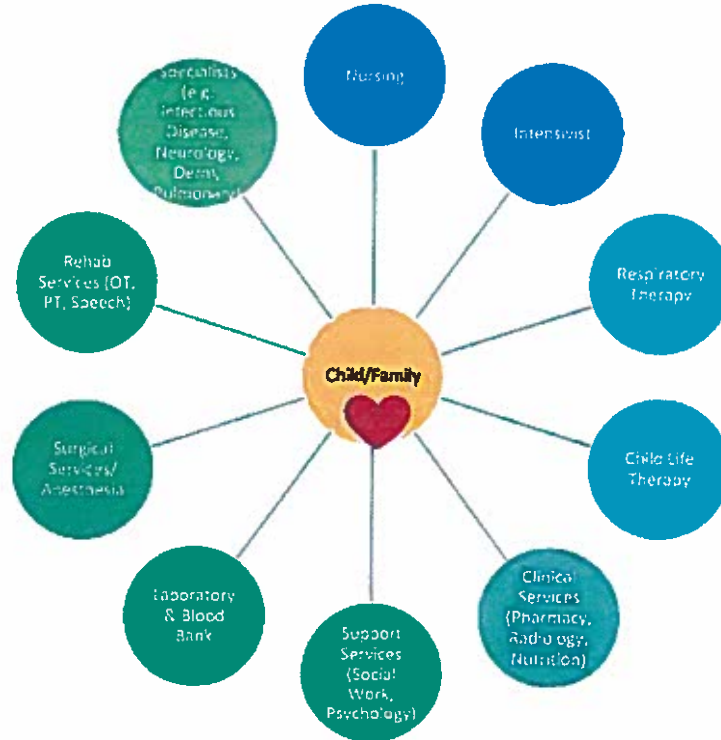 Nursing
Intensivist
Respiratory
Therapy
Child Life
Therapy
Clinical
Services
(Pharmacy,
Radiology,
Nutrition)
Support
Services
(Social
Work,
Psychology)
Laboratory
& Blood
Bank
Surgical
Services/
Anesthesia
Rehab
Services (OT,
PT, Speech)
Specialists
(e.g.
Infectious
Disease,
Neurology,
Derm,
Pulmonary)
Child/Family